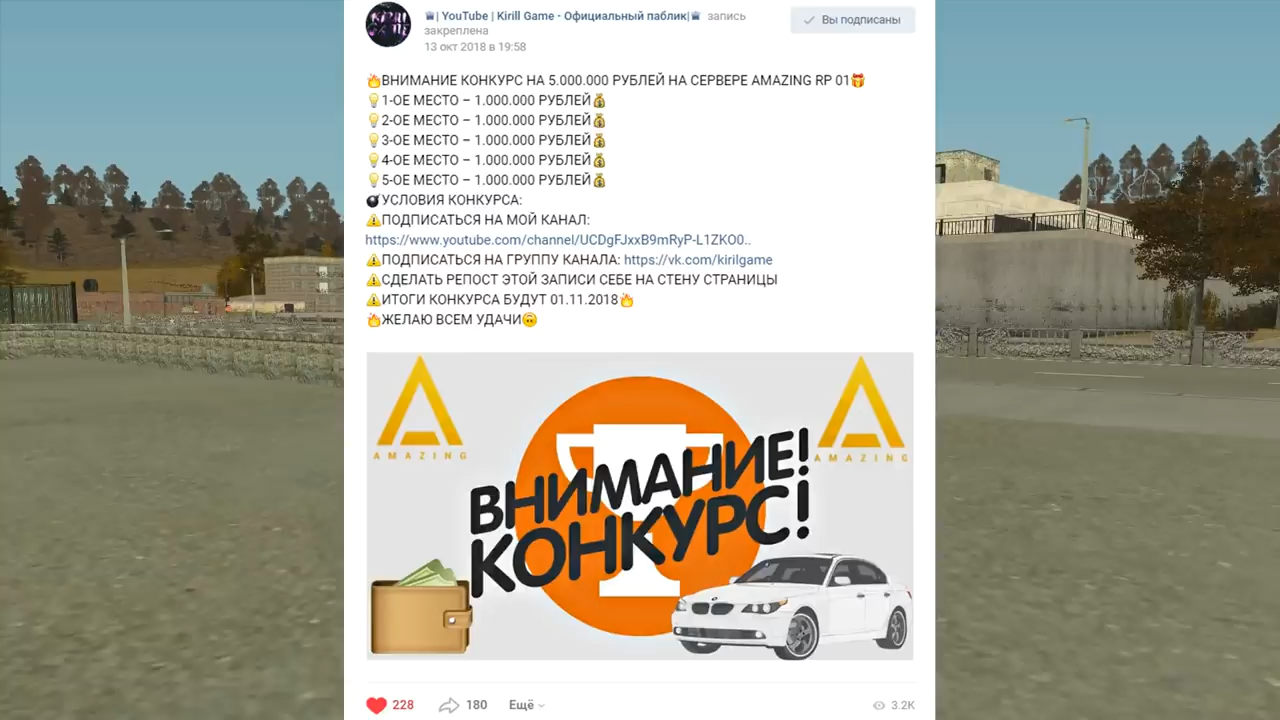 KIRILL GAME
♕| YouTube | Kirill Game - Официальный паблик|♕ запись закреплена
13 окт 2018 в 19:58
Вы подписаны
🔥ВНИМАНИЕ КОНКУРС НА 5.000.000 РУБЛЕЙ НА СЕРВЕРЕ AMAZING RP 01🎁
💡1-ОЕ МЕСТО – 1.000.000 РУБЛЕЙ💰
💡2-ОЕ МЕСТО – 1.000.000 РУБЛЕЙ💰
💡3-ОЕ МЕСТО – 1.000.000 РУБЛЕЙ💰
💡4-ОЕ МЕСТО – 1.000.000 РУБЛЕЙ💰
💡5-ОЕ МЕСТО – 1.000.000 РУБЛЕЙ💰
💣УСЛОВИЯ КОНКУРСА:
⚠ПОДПИСАТЬСЯ НА МОЙ КАНАЛ:
https://www.youtube.com/channel/UCDgFJxxB9mRyP-L1ZKO0..
⚠ПОДПИСАТЬСЯ НА ГРУППУ КАНАЛА: https://vk.com/kirilgame
⚠СДЕЛАТЬ РЕПОСТ ЭТОЙ ЗАПИСИ СЕБЕ НА СТЕНУ СТРАНИЦЫ
⚠ИТОГИ КОНКУРСА БУДУТ 01.11.2018🔥
🔥ЖЕЛАЮ ВСЕМ УДАЧИ🙃
AMAZING
AMAZING
ВНИМАНИЕ!
КОНКУРС!
228 180 Ещё 3.2K